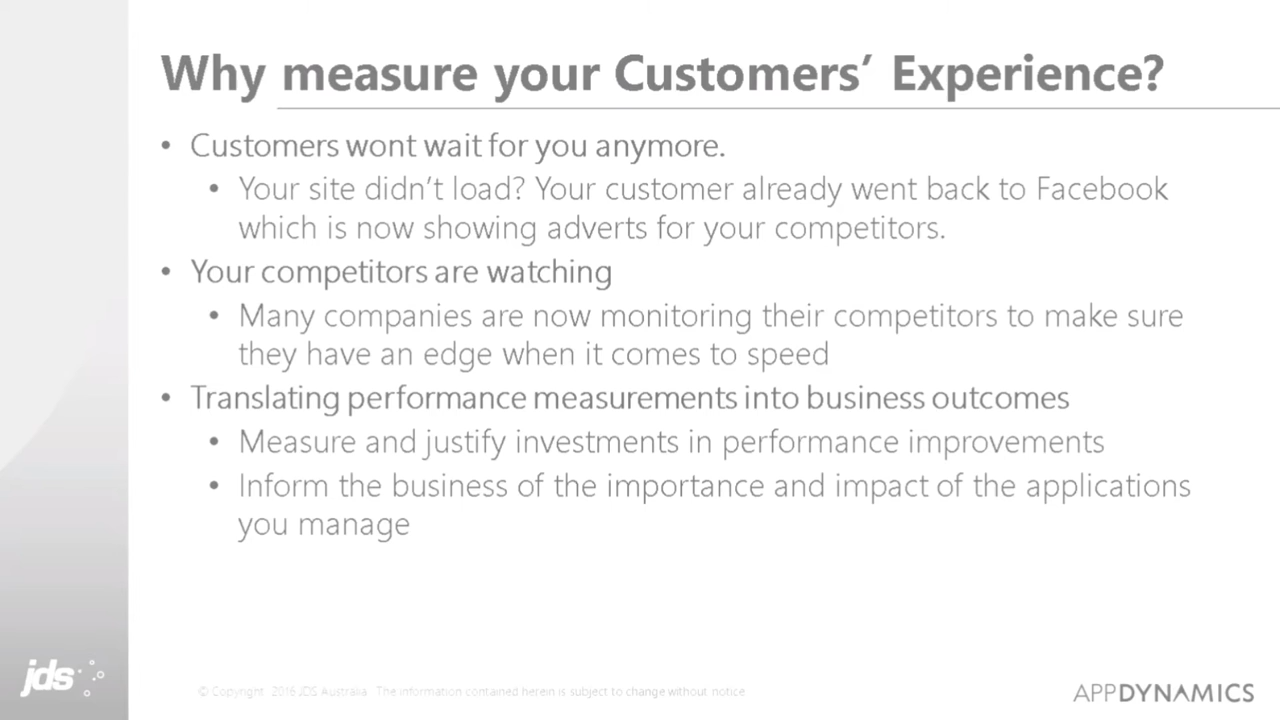 Why measure your Customers’ Experience?
• Customers wont wait for you anymore.
• Your site didn’t load? Your customer already went back to Facebook
which is now showing adverts for your competitors.
• Your competitors are watching
• Many companies are now monitoring their competitors to make sure
they have an edge when it comes to speed
• Translating performance measurements into business outcomes
• Measure and justify investments in performance improvements
• Inform the business of the importance and impact of the applications
you manage
jds
© Copyright 2016 JDS Australia The information contained herein is subject to change without notice
APPDYNAMICS